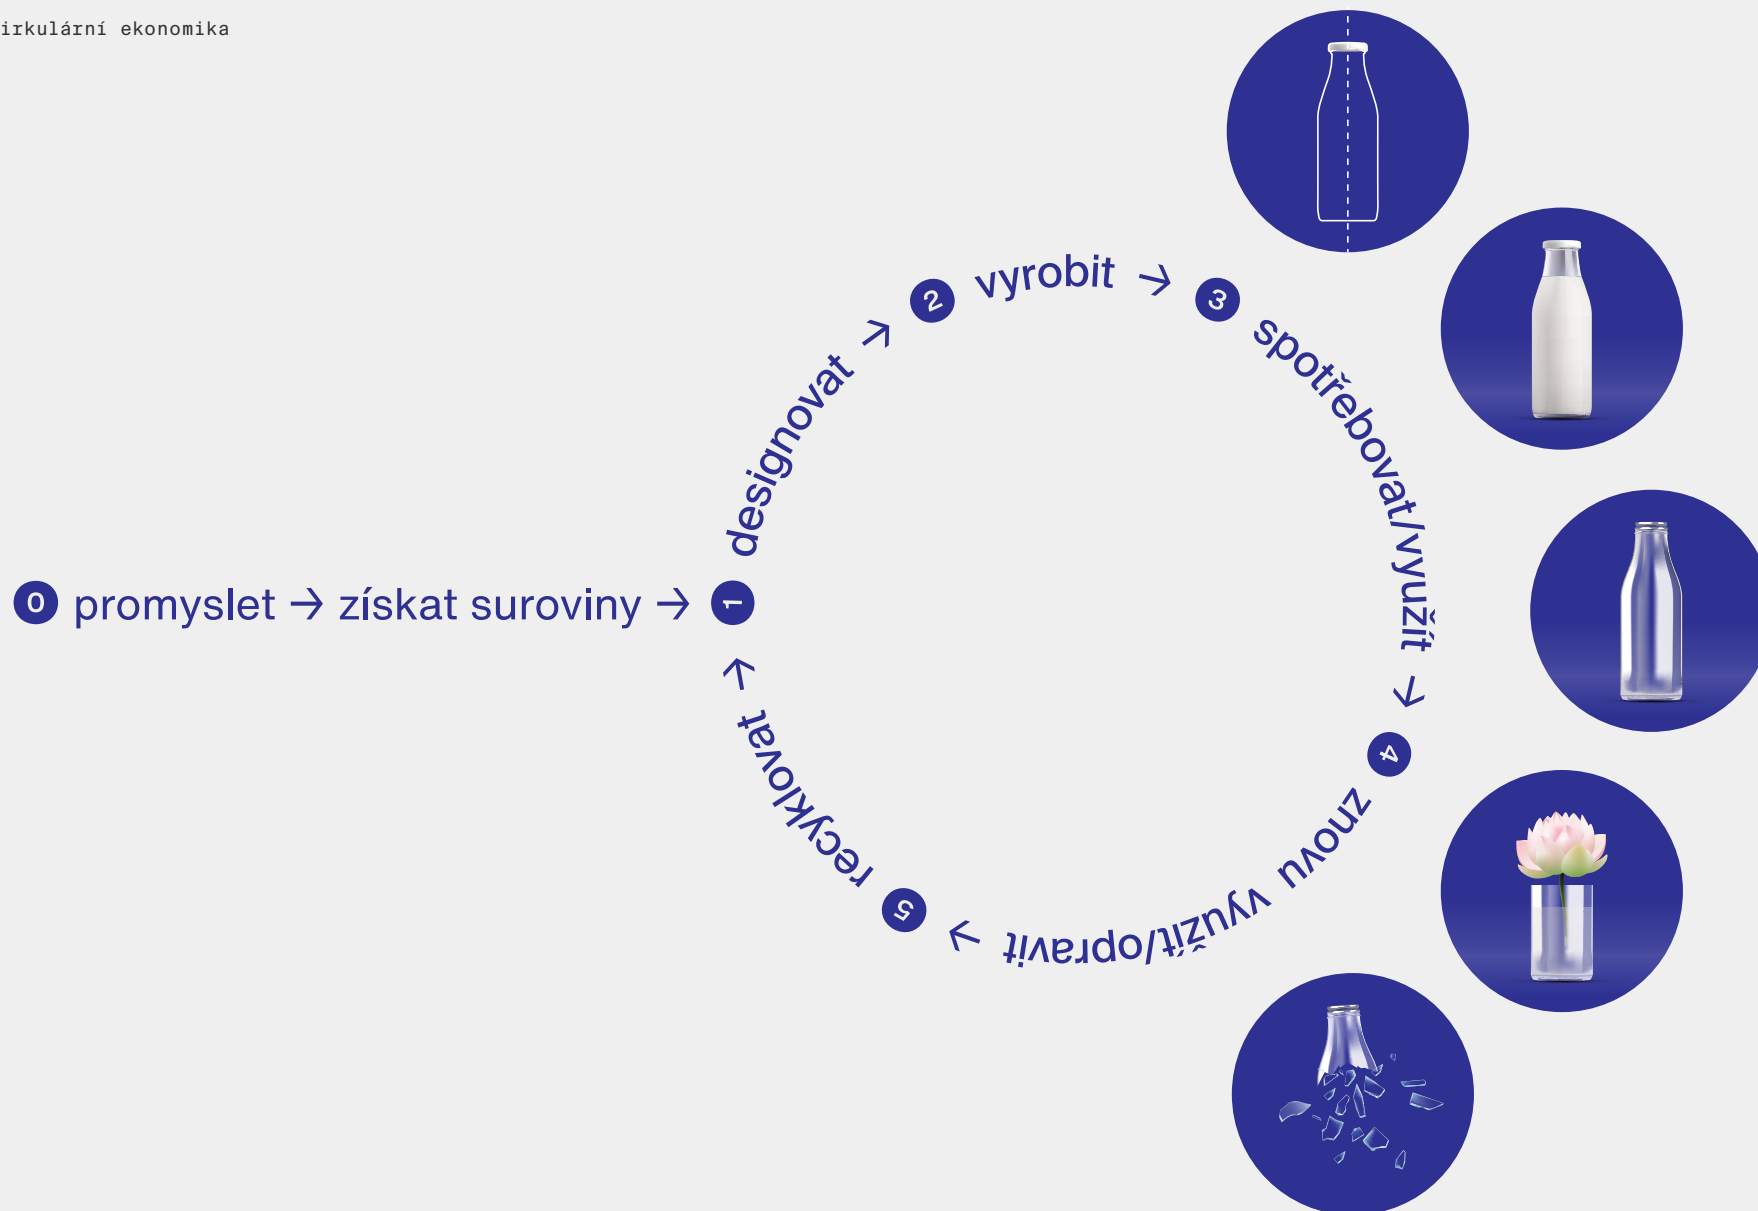 irkulární ekonomika
0 promyslet → získat suroviny →
1 designovat →
2 vyrobit →
3 spotřebovat/využít →
4 znovu využít/opravit →
5 recyklovat →